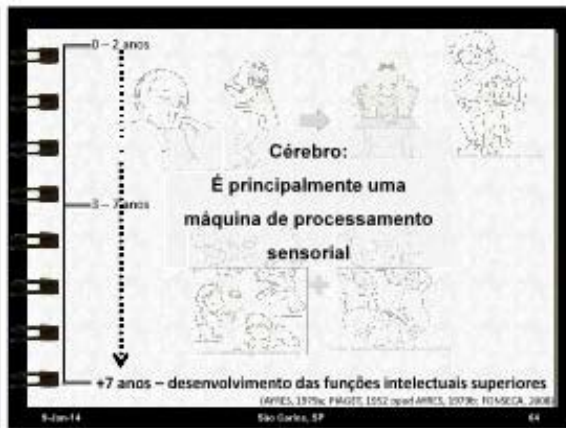 0 – 2 anos
Cérebro:
É principalmente uma
máquina de processamento
sensorial
3 – 7 anos
+7 anos – desenvolvimento das funções intelectuais superiores
(AYRES, 1979a; PIAGET, 1952 apud AYRES, 1979b; FONSECA, 2008)
9-Jan-14
São Carlos, SP
64